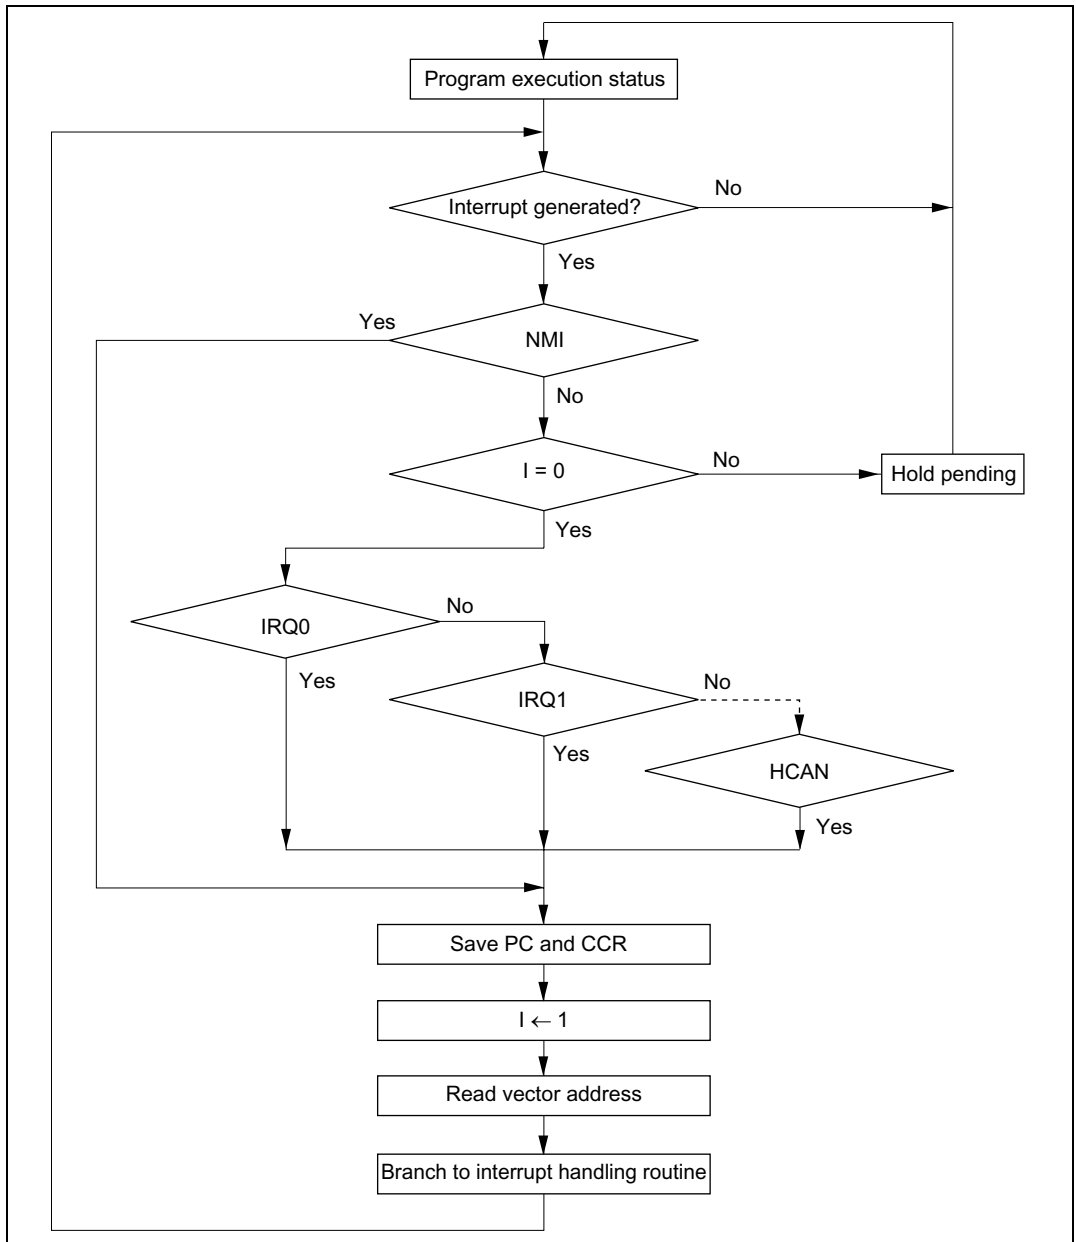 Program execution status
Interrupt generated?
No
Yes
Yes
NMI
No
I = 0
No
Hold pending
Yes
IRQ0
No
Yes
IRQ1
No
Yes
HCAN
Yes
Save PC and CCR
I ← 1
Read vector address
Branch to interrupt handling routine